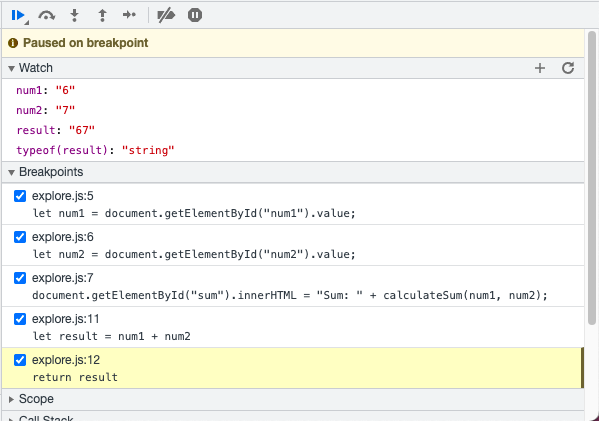 Paused on breakpoint
Watch
num1: "6"
num2: "7"
result: "67"
typeof(result): "string"
Breakpoints
explore.js:5
let num1 = document.getElementById("num1").value;
explore.js:6
let num2 = document.getElementById("num2").value;
explore.js:7
document.getElementById("sum").innerHTML = "Sum: " + calculateSum(num1, num2);
explore.js:11
let result = num1 + num2
explore.js:12
return result
Scope
Call Stack